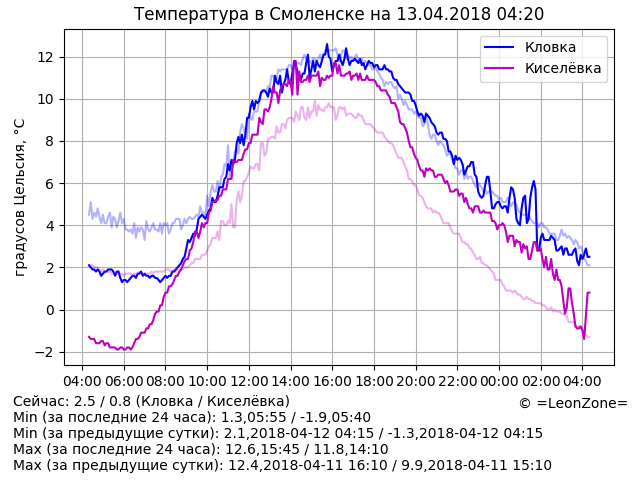 Температура в Смоленске на 13.04.2018 04:20
градусов Цельсия, °C
12
10
8
6
4
2
0
−2
Кловка
Киселёвка
04:00 06:00 08:00 10:00 12:00 14:00 16:00 18:00 20:00 22:00 00:00 02:00 04:00
Сейчас: 2.5 / 0.8 (Кловка / Киселёвка)
© =LeonZone=
Min (за последние 24 часа): 1.3,05:55 / -1.9,05:40
Min (за предыдущие сутки): 2.1,2018-04-12 04:15 / -1.3,2018-04-12 04:15
Max (за последние 24 часа): 12.6,15:45 / 11.8,14:10
Max (за предыдущие сутки): 12.4,2018-04-11 16:10 / 9.9,2018-04-11 15:10